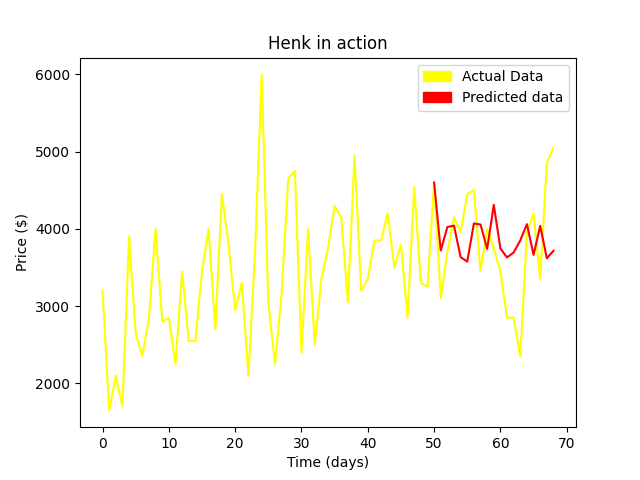 Henk in action
Actual Data
Predicted data
Price ($)
6000
5000
4000
3000
2000
0 10 20 30 40 50 60 70
Time (days)